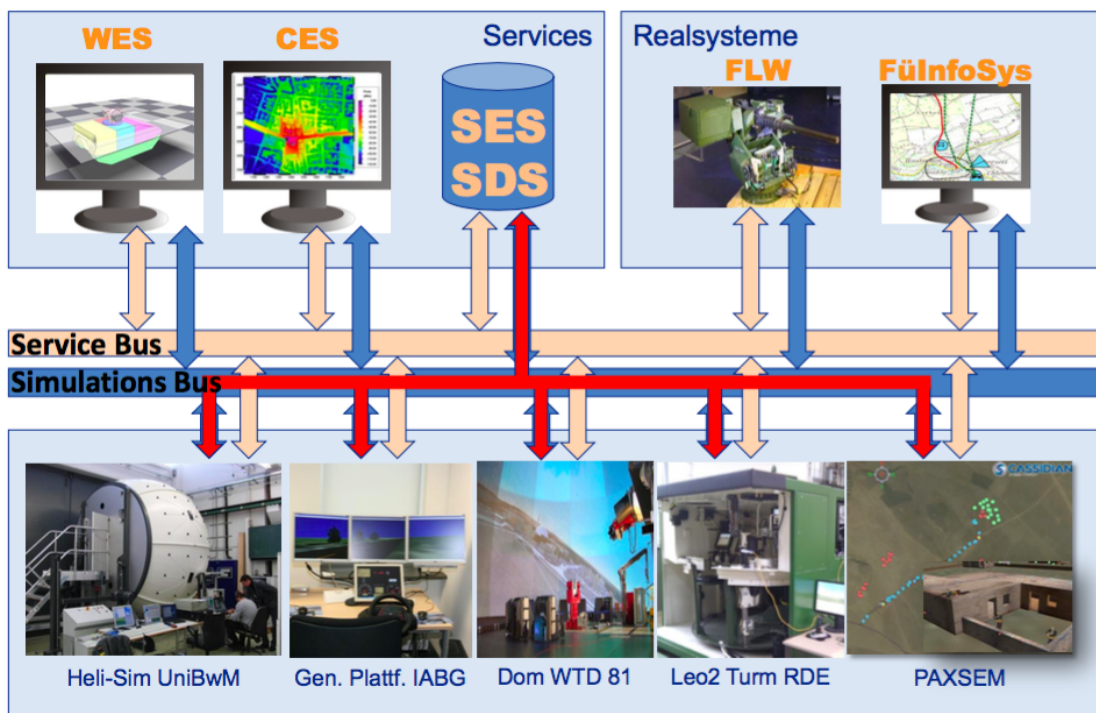 Services
WES
CES
SES
SDS
Realsysteme
FLW
FüInfoSys
Service Bus
Simulations Bus
CASSIDIAN
Heli-Sim UniBwM
Gen. Plattf. IABG
Dom WTD 81
Leo2 Turm RDE
PAXSEM